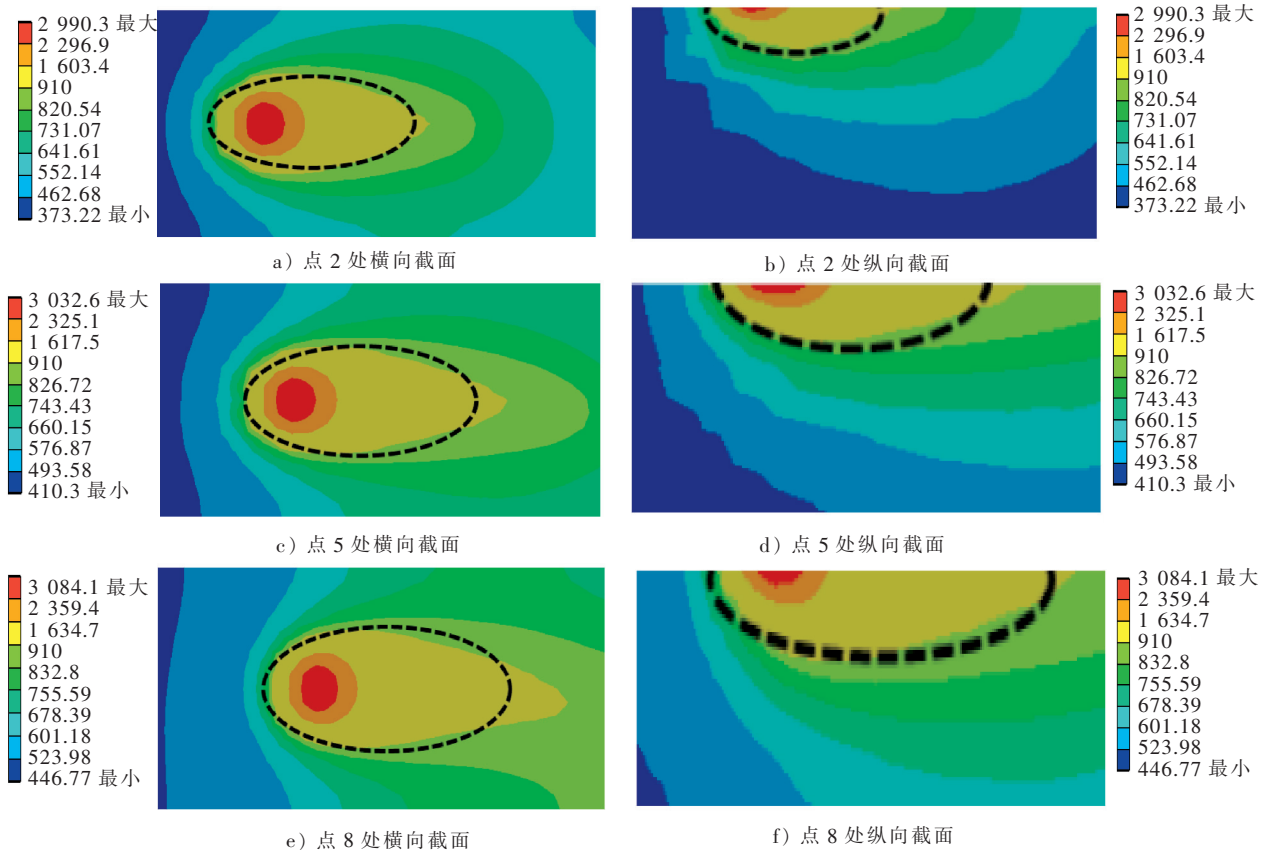 2 990.3 最大
2 296.9
1 603.4
910
820.54
731.07
641.61
552.14
462.68
373.22 最小
2 990.3 最大
2 296.9
1 603.4
910
820.54
731.07
641.61
552.14
462.68
373.22 最小
a) 点 2 处横向截面
b) 点 2 处纵向截面
3 032.6 最大
2 325.1
1 617.5
910
826.72
743.43
660.15
576.87
493.58
410.3 最小
3 032.6 最大
2 325.1
1 617.5
910
826.72
743.43
660.15
576.87
493.58
410.3 最小
c) 点 5 处横向截面
d) 点 5 处纵向截面
3 084.1 最大
2 359.4
1 634.7
910
832.8
755.59
678.39
601.18
523.98
446.77 最小
3 084.1 最大
2 359.4
1 634.7
910
832.8
755.59
678.39
601.18
523.98
446.77 最小
e) 点 8 处横向截面
f) 点 8 处纵向截面